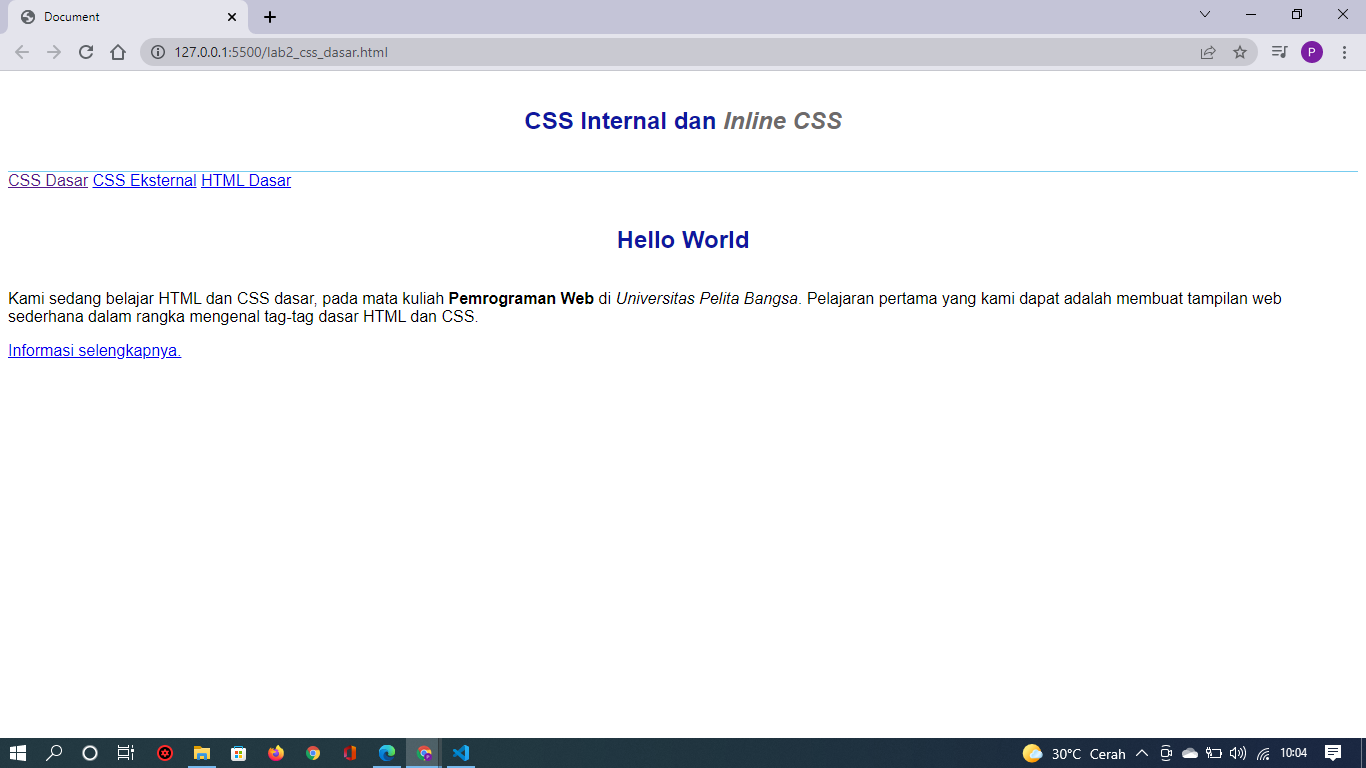 Document
127.0.0.1:5500/lab2_css_dasar.html
P
CSS Internal dan Inline CSS
CSS Dasar CSS Eksternal HTML Dasar
Hello World
Kami sedang belajar HTML dan CSS dasar, pada mata kuliah Pemrograman Web di Universitas Pelita Bangsa. Pelajaran pertama yang kami dapat adalah membuat tampilan web
sederhana dalam rangka mengenal tag-tag dasar HTML dan CSS.
Informasi selengkapnya.
30°C Cerah 10:04